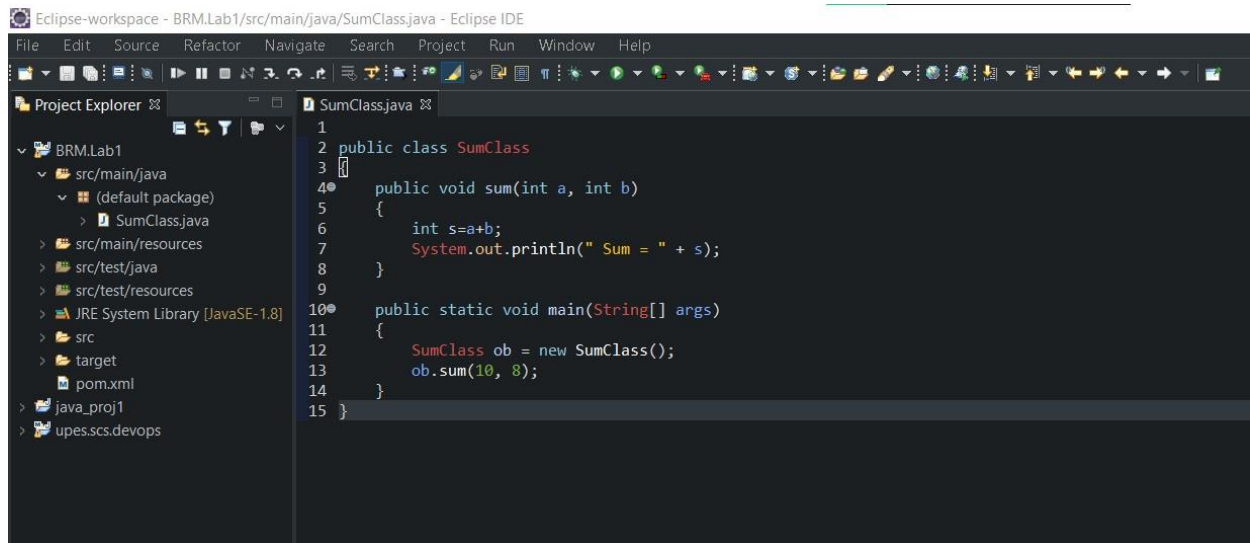 Eclipse-workspace - BRM.Lab1/src/main/java/SumClass.java - Eclipse IDE
File Edit Source Refactor Navigate Search Project Run Window Help
Project Explorer
BRM.Lab1
src/main/java
(default package)
SumClass.java
src/main/resources
src/test/java
src/test/resources
JRE System Library [JavaSE-1.8]
src
target
pom.xml
java_proj1
upes.scs.devops
SumClass.java
1
2 public class SumClass
3 {
4 public void sum(int a, int b)
5 {
6 int s=a+b;
7 System.out.println(" Sum = " + s);
8 }
9
10 public static void main(String[] args)
11 {
12 SumClass ob = new SumClass();
13 ob.sum(10, 8);
14 }
15 }